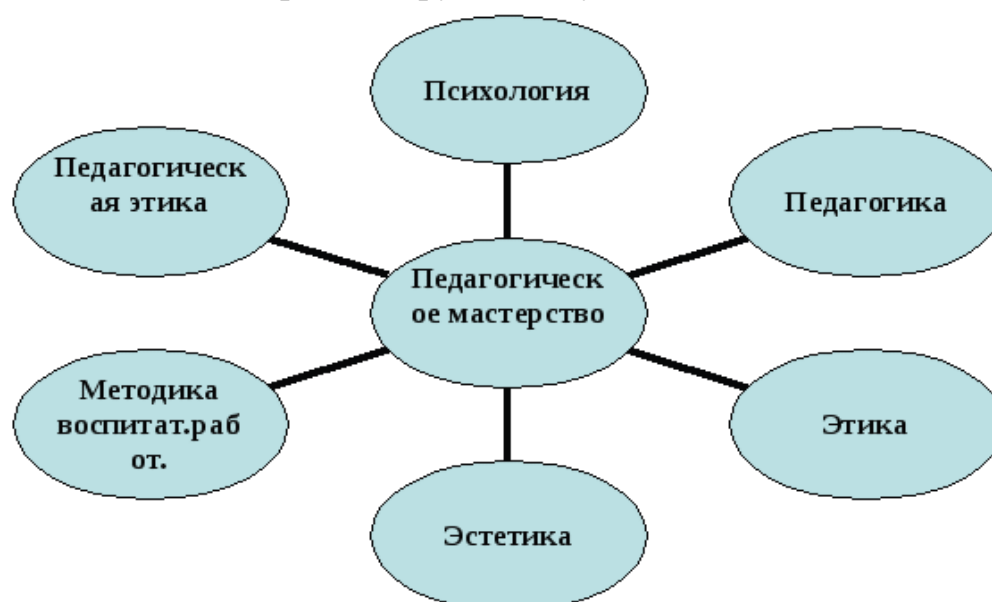 Психология
Педагогическ
ая этика
Педагогика
Педагогическ
ое мастерство
Методика
воспитат.раб
от.
Этика
Эстетика